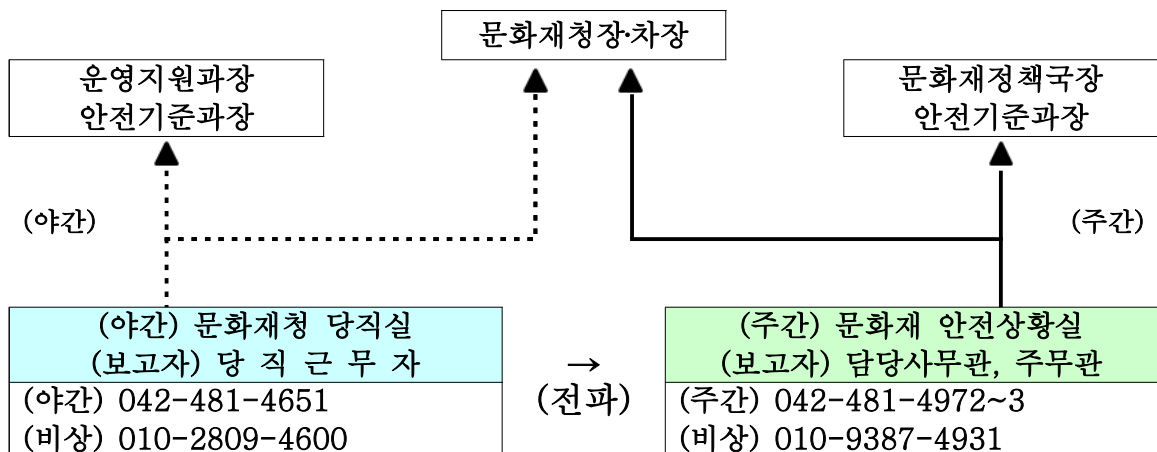 문화재청장·차장
운영지원과장
안전기준과장
문화재정책국장
안전기준과장
(야간)
(주간)
(야간) 문화재청 당직실
(보고자) 당 직 근 무 자
(야간) 042-481-4651
(비상) 010-2809-4600
→
(전파)
(주간) 문화재 안전상황실
(보고자) 담당사무관, 주무관
(주간) 042-481-4972~3
(비상) 010-9387-4931